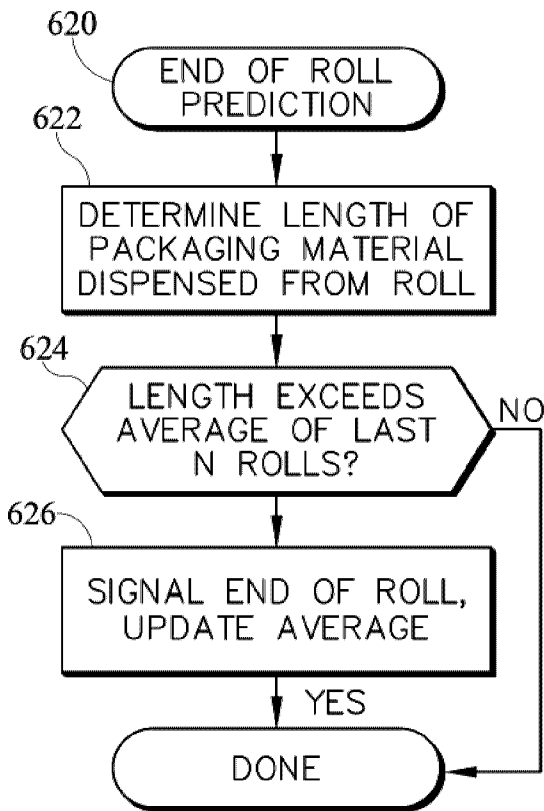 620
END OF ROLL
PREDICTION
622
DETERMINE LENGTH OF
PACKAGING MATERIAL
DISPENSED FROM ROLL
624
LENGTH EXCEEDS
AVERAGE OF LAST
N ROLLS?
NO
626
SIGNAL END OF ROLL,
UPDATE AVERAGE
YES
DONE